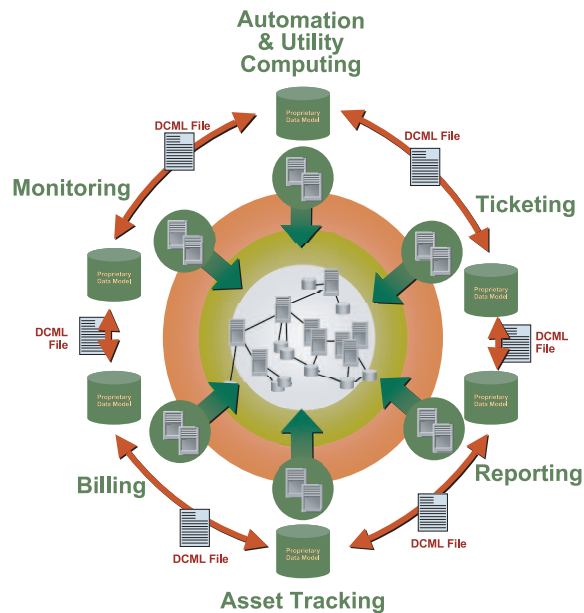 Automation
& Utility
Computing
Proprietary
Data Model
DCML File
DCML File
Monitoring
Ticketing
Proprietary
Data Model
Proprietary
Data Model
DCML
File
DCML
File
Proprietary
Data Model
Proprietary
Data Model
Billing
Reporting
DCML File
DCML File
Proprietary
Data Model
Asset Tracking